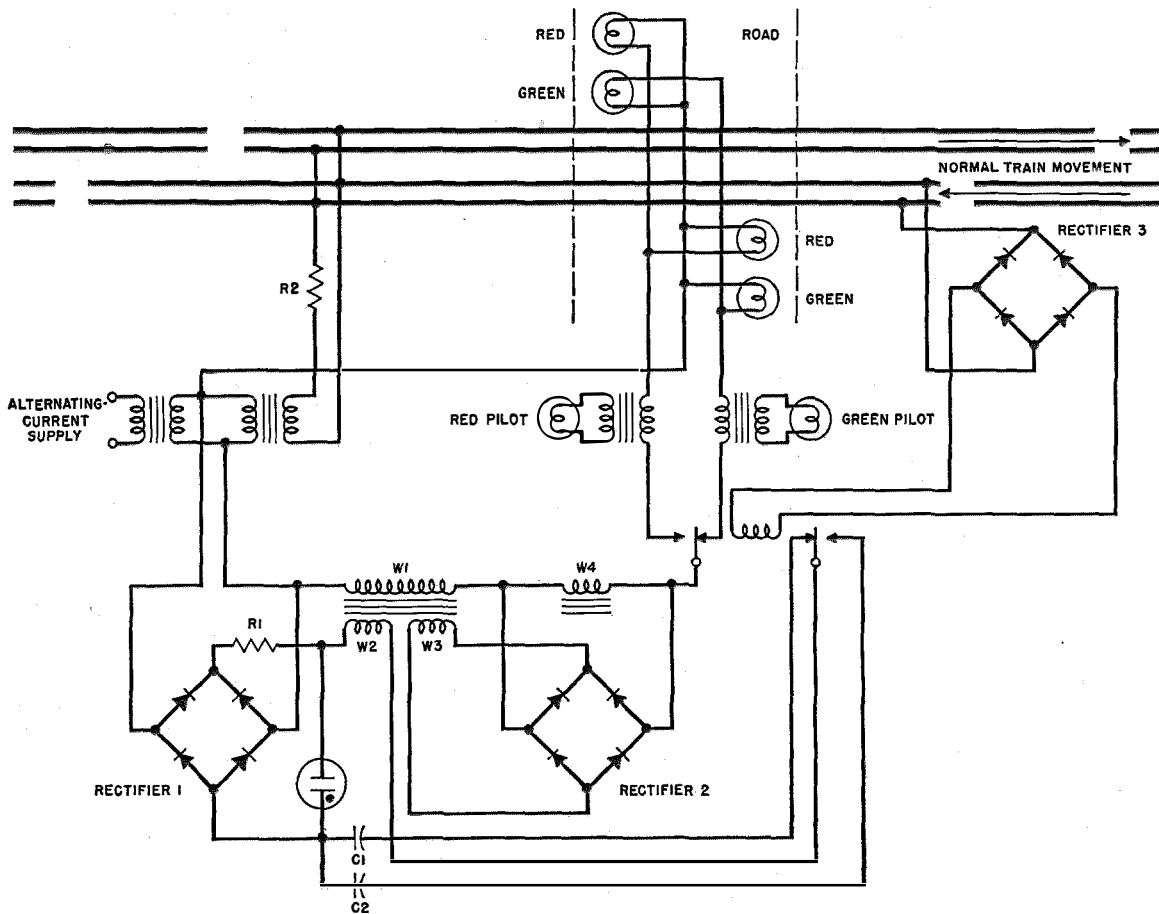 RED
ROAD
GREEN
NORMAL TRAIN MOVEMENT
RED
RECTIFIER 3
R2
GREEN
ALTERNATING-
CURRENT
SUPPLY
RED PILOT
GREEN PILOT
W1
W4
R1
W2
W3
RECTIFIER 1
RECTIFIER 2
C1
C2